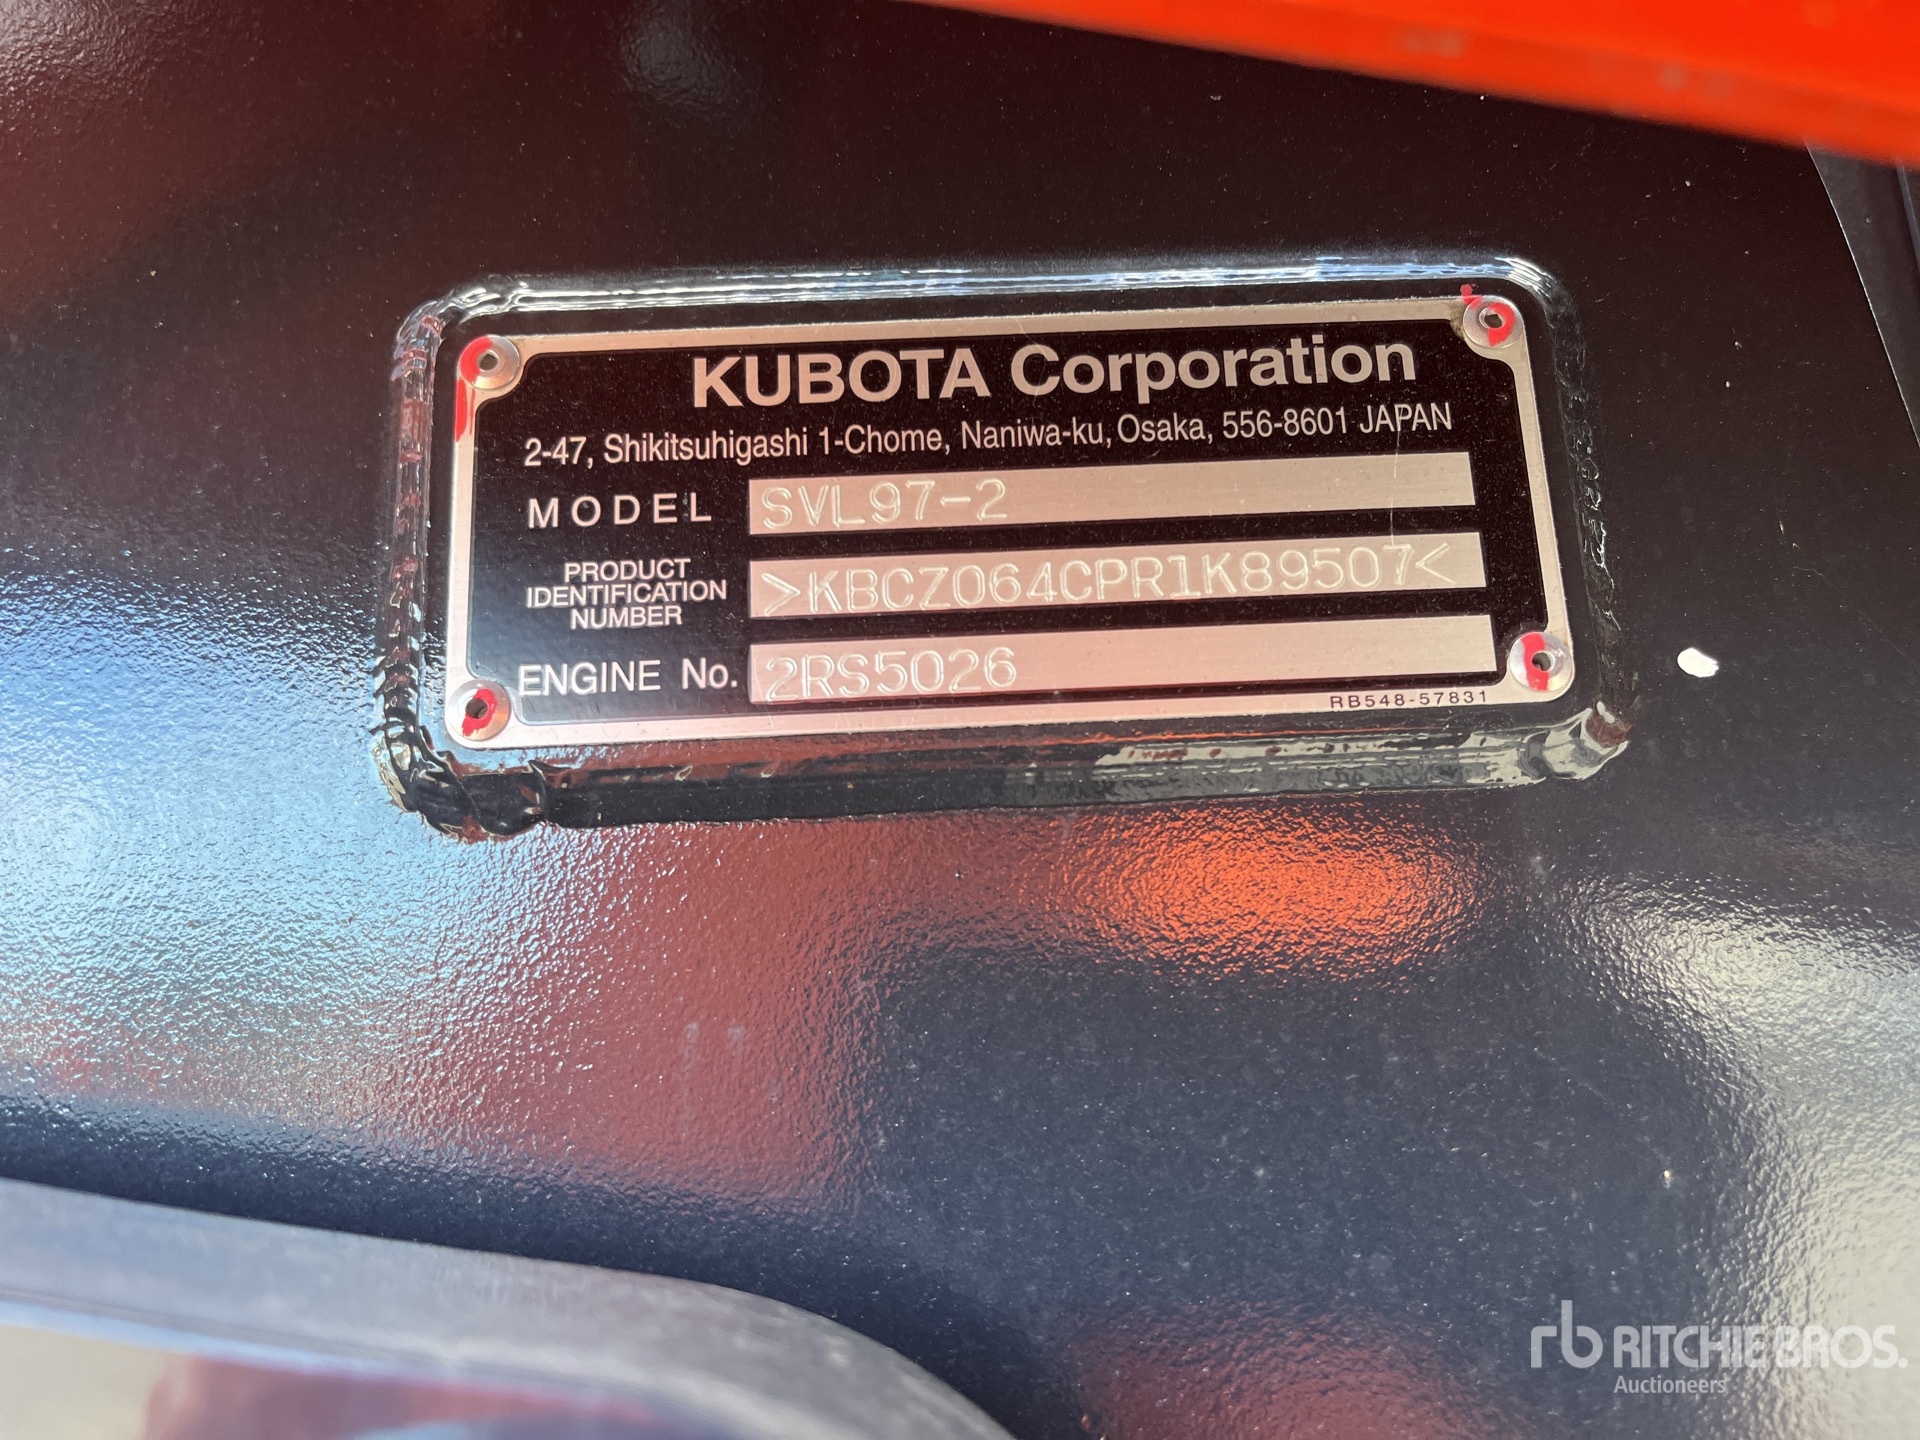 KUBOTA Corporation
2-47, Shikitsuhigashi 1-Chome, Naniwa-ku, Osaka, 556-8601 JAPAN
MODEL SVL97-2
PRODUCT
IDENTIFICATION
NUMBER
>KBCZ064CPR1K89507<
ENGINE No. 2RS5026
RB548-57831
rb RITCHIE BROS.
Auctioneers